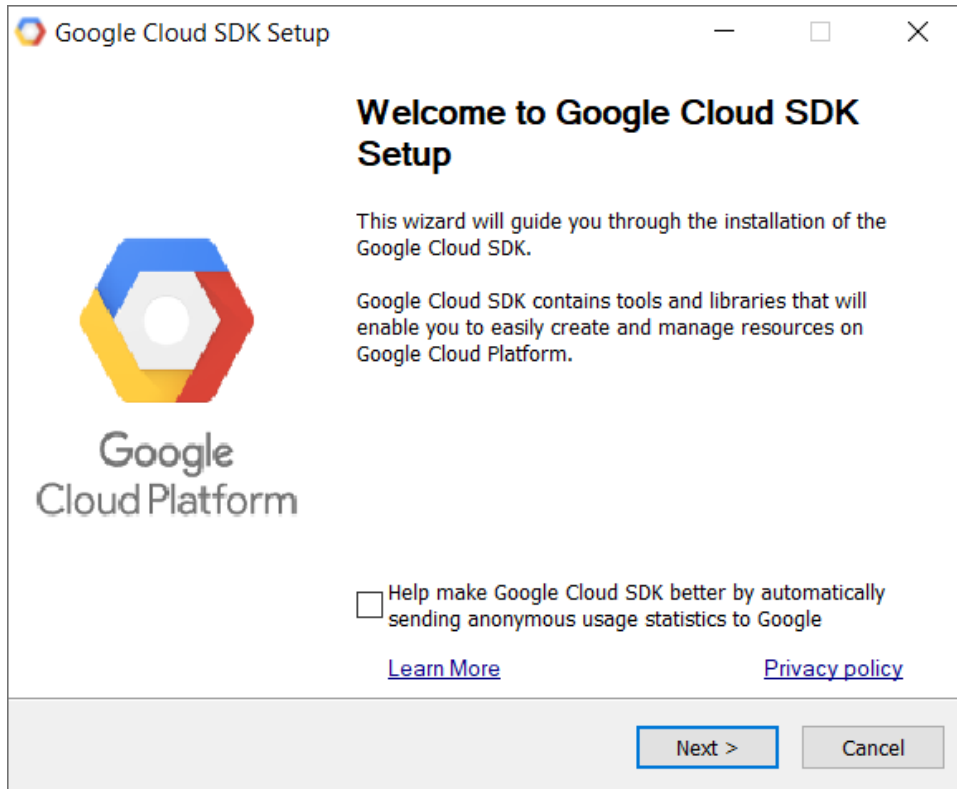 Google Cloud SDK Setup
Welcome to Google Cloud SDK
Setup
This wizard will guide you through the installation of the
Google Cloud SDK.
Google Cloud SDK contains tools and libraries that will
enable you to easily create and manage resources on
Google Cloud Platform.
Google
Cloud Platform
Help make Google Cloud SDK better by automatically
sending anonymous usage statistics to Google
Learn More
Privacy policy
Next >
Cancel